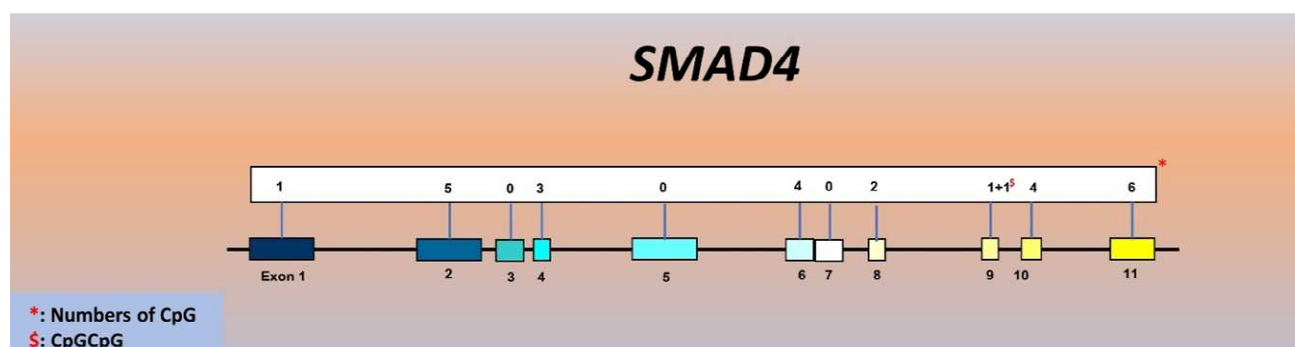 SMAD4
*
1 5 0 3 0 4 0 2 1+1$ 4 6
Exon 1 2 3 4 5 6 7 8 9 10 11
*: Numbers of CpG
$: CpGCpG